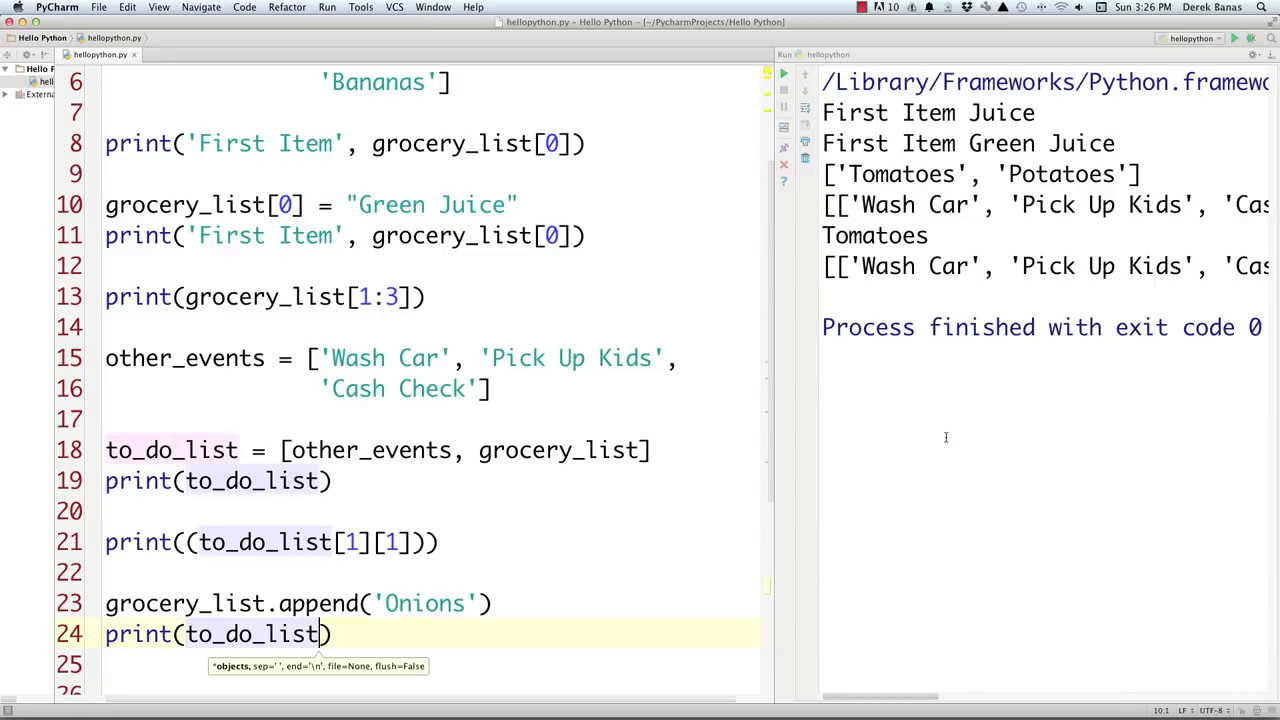 PyCharm File Edit View Navigate Code Refactor Run Tools VCS Window Help 10 Sun 3:26 PM Derek Banas
hellopython.py – Hello Python – [~/PycharmProjects/Hello Python]
Hello Python hellopython.py hellopython
hellopython.py Run hellopython
Hello P
hell
Extern
6 'Bananas']
7
8 print('First Item', grocery_list[0])
9
10 grocery_list[0] = "Green Juice"
11 print('First Item', grocery_list[0])
12
13 print(grocery_list[1:3])
14
15 other_events = ['Wash Car', 'Pick Up Kids',
16 'Cash Check']
17
18 to_do_list = [other_events, grocery_list]
19 print(to_do_list)
20
21 print((to_do_list[1][1]))
22
23 grocery_list.append('Onions')
24 print(to_do_list)
*objects, sep=' ', end='\n', file=None, flush=False
25
26
/Library/Frameworks/Python.framewo
First Item Juice
First Item Green Juice
['Tomatoes', 'Potatoes']
[['Wash Car', 'Pick Up Kids', 'Cas
Tomatoes
[['Wash Car', 'Pick Up Kids', 'Cas
Process finished with exit code 0
10:1 LF UTF-8